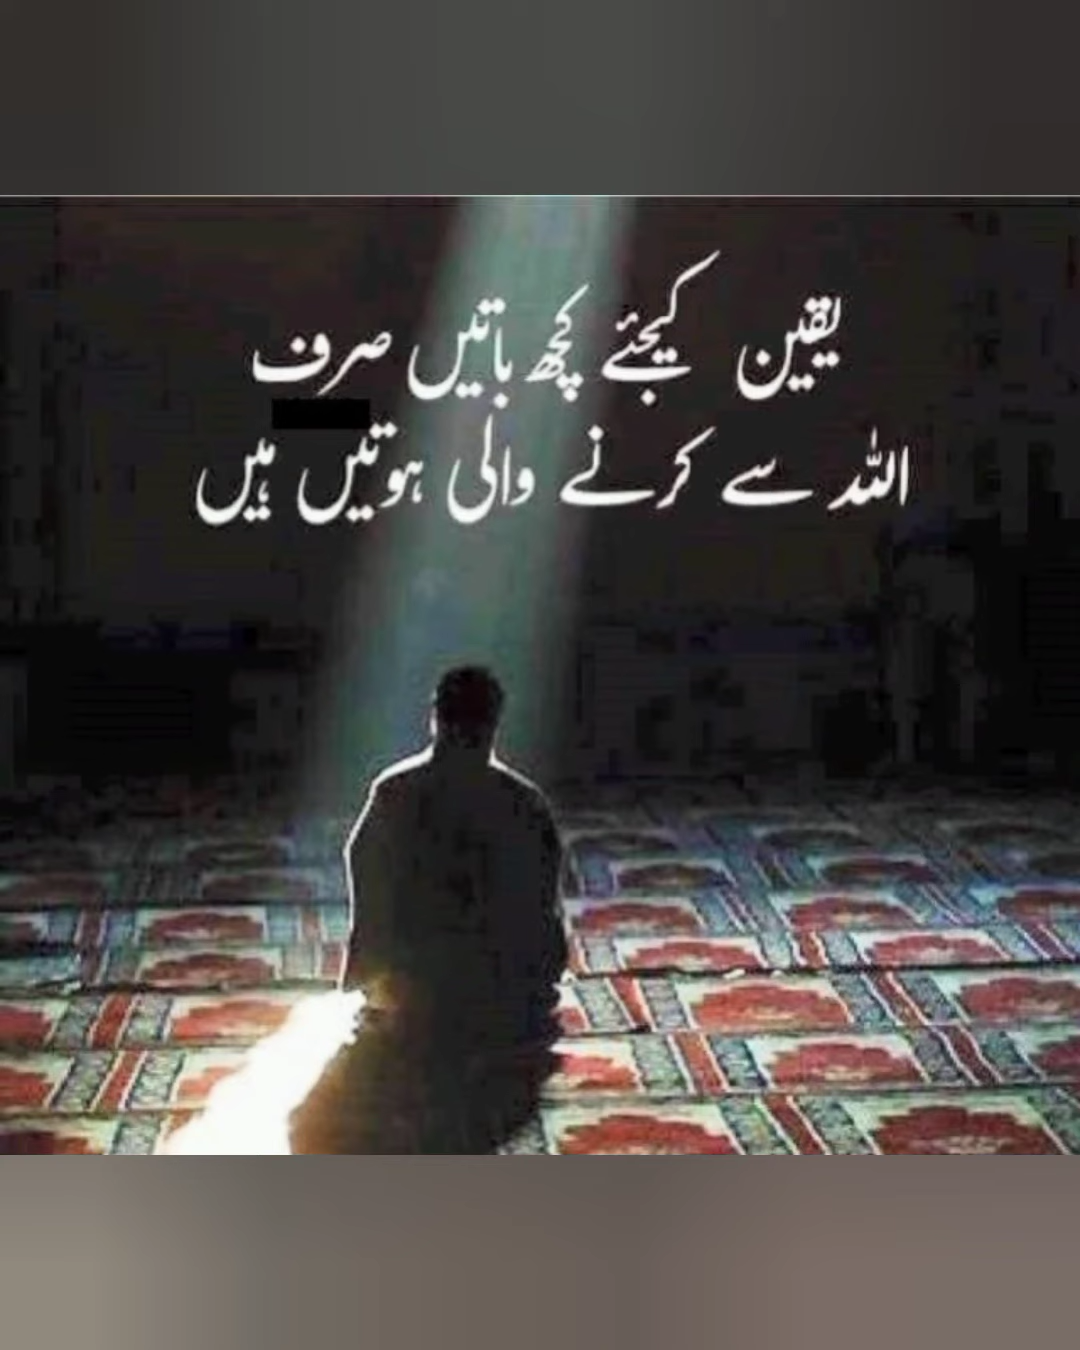 یقین کیجئے کچھ باتیں صرف
اللہ سے کرنے والی ہوتیں ہیں